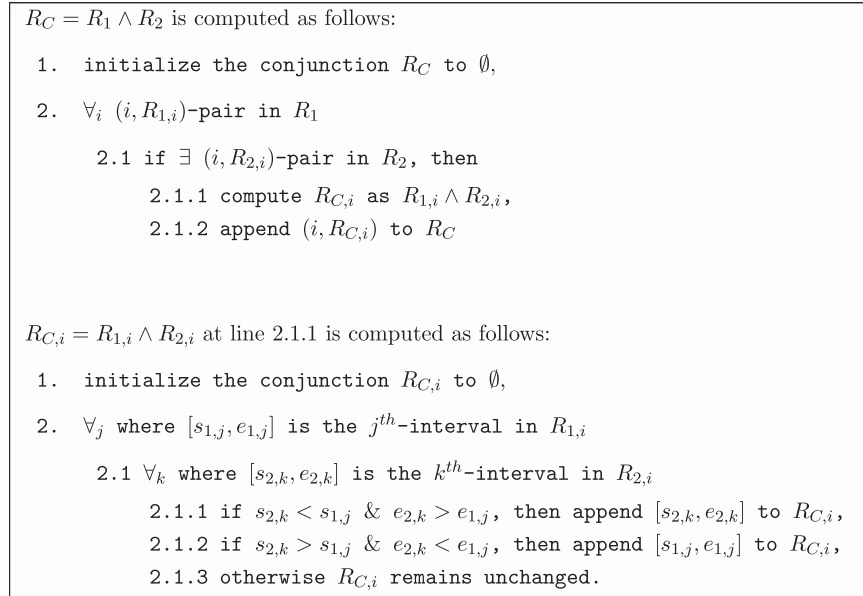 R_C = R_1 ∧ R_2 is computed as follows:
1. initialize the conjunction R_C to ∅,
2. ∀_i (i, R_{1,i})-pair in R_1
2.1 if ∃ (i, R_{2,i})-pair in R_2, then
2.1.1 compute R_{C,i} as R_{1,i} ∧ R_{2,i},
2.1.2 append (i, R_{C,i}) to R_C
R_{C,i} = R_{1,i} ∧ R_{2,i} at line 2.1.1 is computed as follows:
1. initialize the conjunction R_{C,i} to ∅,
2. ∀_j where [s_{1,j}, e_{1,j}] is the j^{th}-interval in R_{1,i}
2.1 ∀_k where [s_{2,k}, e_{2,k}] is the k^{th}-interval in R_{2,i}
2.1.1 if s_{2,k} < s_{1,j} & e_{2,k} > e_{1,j}, then append [s_{2,k}, e_{2,k}] to R_{C,i},
2.1.2 if s_{2,k} > s_{1,j} & e_{2,k} < e_{1,j}, then append [s_{1,j}, e_{1,j}] to R_{C,i},
2.1.3 otherwise R_{C,i} remains unchanged.